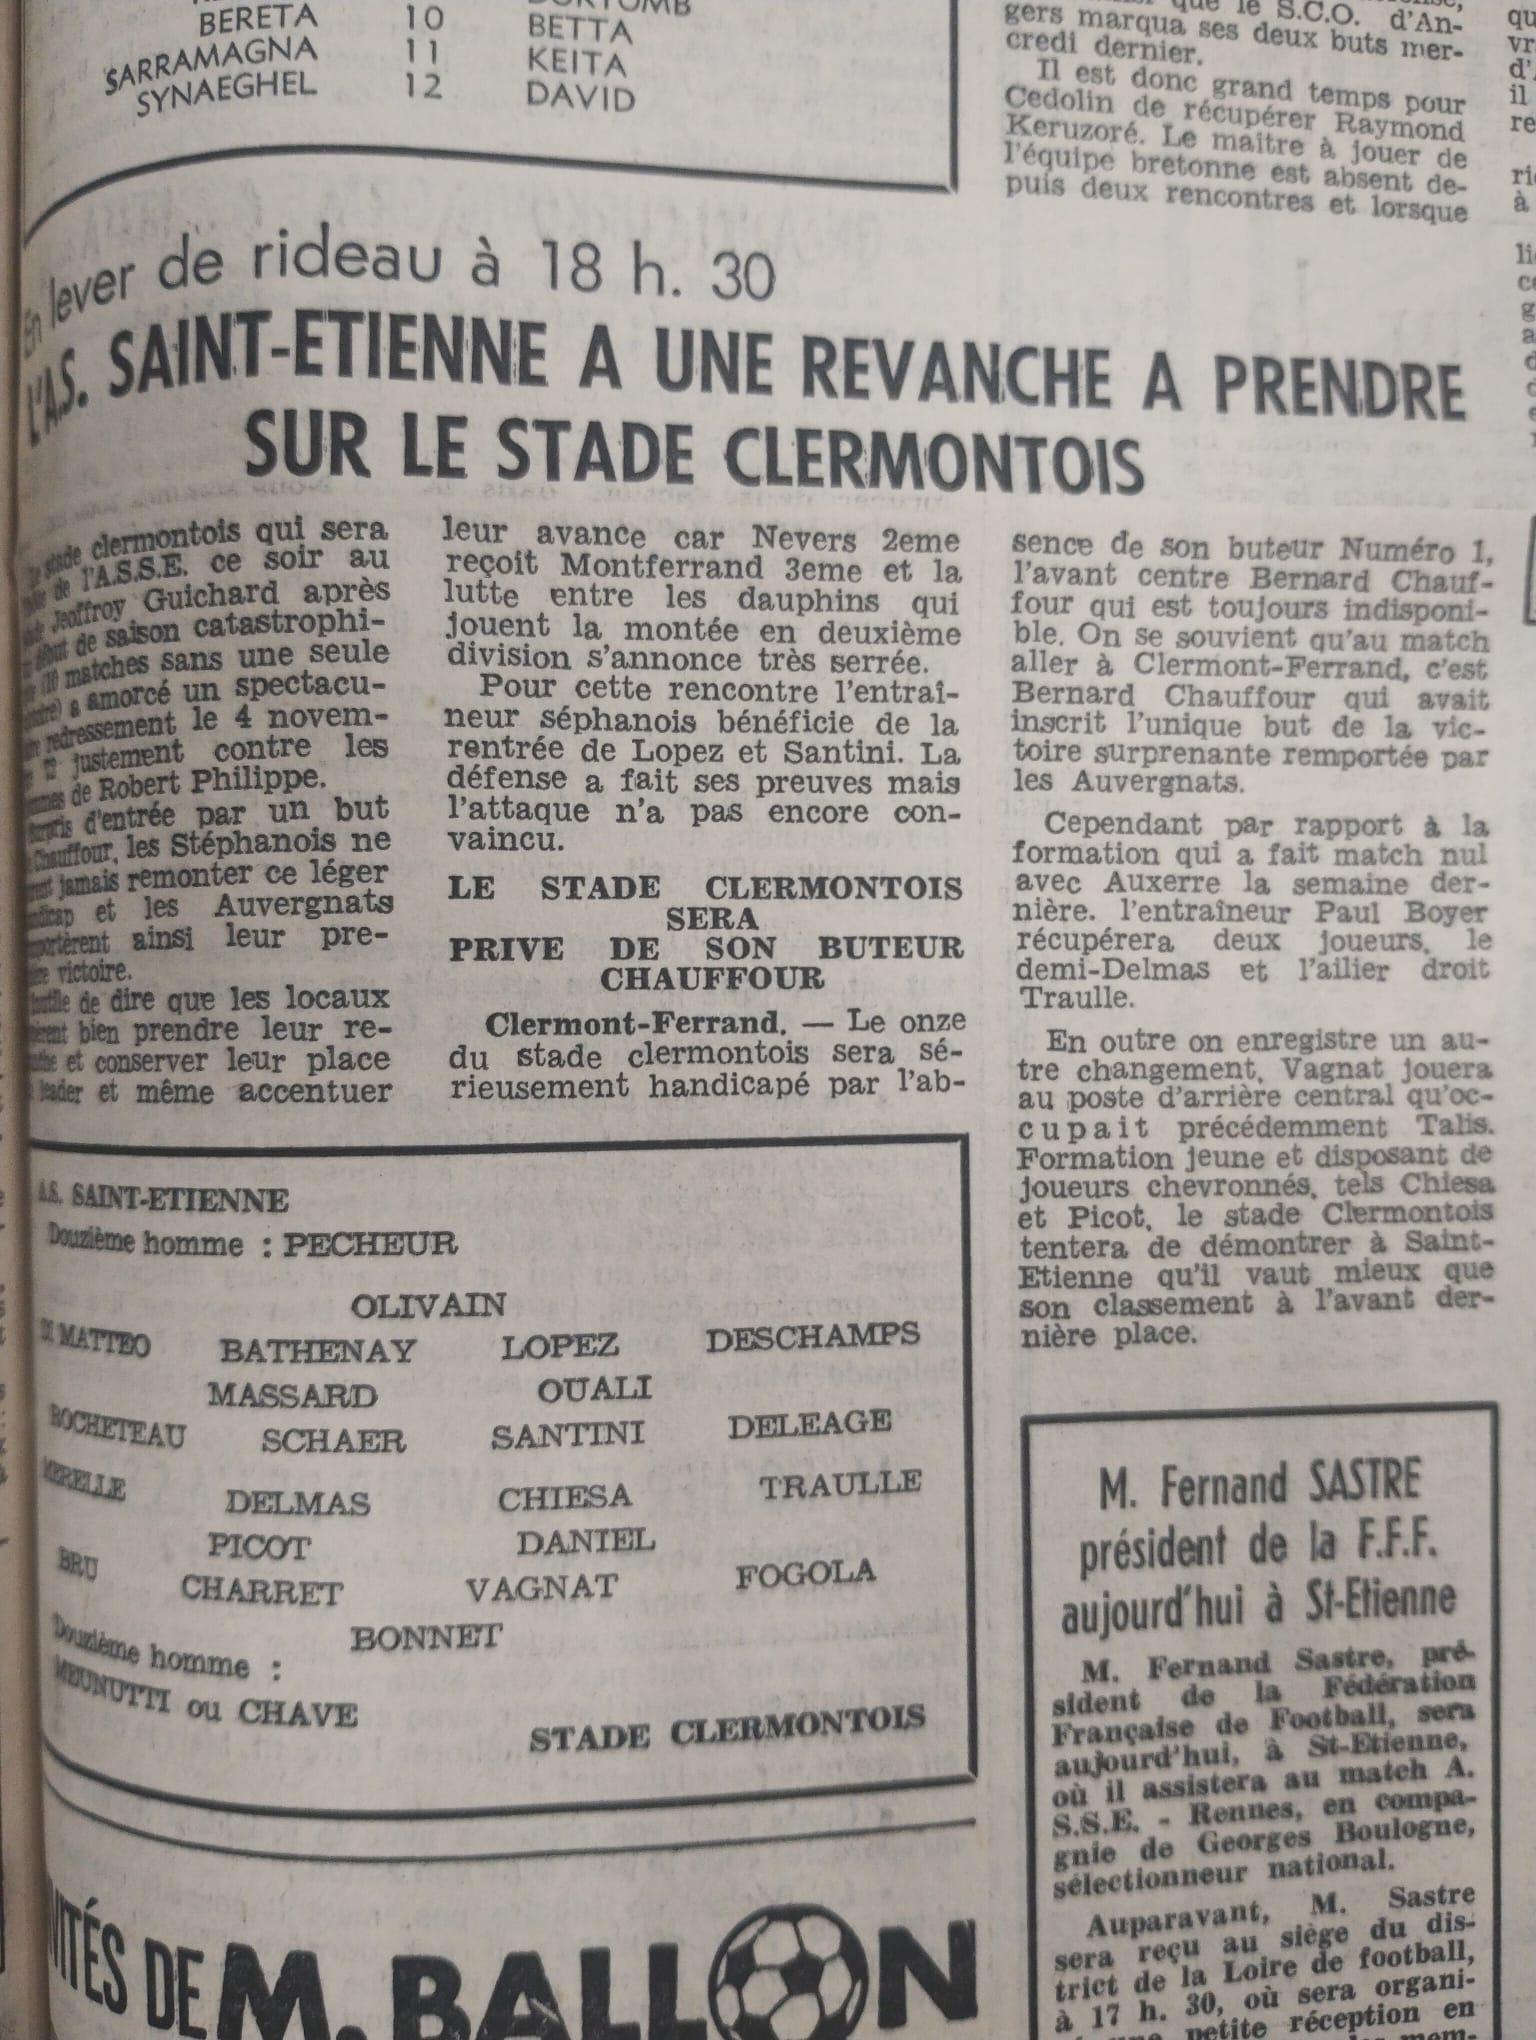 BERETA 10 BETTA
SARRAMAGNA 11 KEITA
SYNAEGHEL 12 DAVID
que le S.C.O. d'An-
gers marqua ses deux buts mer-
credi dernier.
Il est donc grand temps pour
Cedolin de récupérer Raymond
Keruzoré. Le maître à jouer de
l'équipe bretonne est absent de-
puis deux rencontres et lorsque
En lever de rideau à 18 h. 30
L'A.S. SAINT-ETIENNE A UNE REVANCHE A PRENDRE
SUR LE STADE CLERMONTOIS
Le stade clermontois qui sera
de l'A.S.S.E. ce soir au
Jeoffroy Guichard après
de saison catastrophi-
matches sans une seule
a amorcé un spectacu-
redressement le 4 novem-
justement contre les
de Robert Philippe.
d'entrée par un but
Chauffour, les Stéphanois ne
jamais remonter ce léger
et les Auvergnats
ainsi leur pre-
victoire.
de dire que les locaux
bien prendre leur re-
et conserver leur place
leader et même accentuer
leur avance car Nevers 2eme
reçoit Montferrand 3eme et la
lutte entre les dauphins qui
jouent la montée en deuxième
division s'annonce très serrée.
Pour cette rencontre l'entraî-
neur séphanois bénéficie de la
rentrée de Lopez et Santini. La
défense a fait ses preuves mais
l'attaque n'a pas encore con-
vaincu.
LE STADE CLERMONTOIS
SERA
PRIVE DE SON BUTEUR
CHAUFFOUR
Clermont-Ferrand. — Le onze
du stade clermontois sera sé-
rieusement handicapé par l'ab-
sence de son buteur Numéro 1,
l'avant centre Bernard Chauf-
four qui est toujours indisponi-
ble. On se souvient qu'au match
aller à Clermont-Ferrand, c'est
Bernard Chauffour qui avait
inscrit l'unique but de la vic-
toire surprenante remportée par
les Auvergnats.
Cependant par rapport à la
formation qui a fait match nul
avec Auxerre la semaine der-
nière. l'entraîneur Paul Boyer
récupérera deux joueurs, le
demi-Delmas et l'ailier droit
Traulle.
En outre on enregistre un au-
tre changement, Vagnat jouera
au poste d'arrière central qu'oc-
cupait précédemment Talis.
Formation jeune et disposant de
joueurs chevronnés, tels Chiesa
et Picot, le stade Clermontois
tentera de démontrer à Saint-
Etienne qu'il vaut mieux que
son classement à l'avant der-
nière place.
A.S. SAINT-ETIENNE
Douzième homme : PECHEUR
OLIVAIN
DI MATTEO BATHENAY LOPEZ DESCHAMPS
MASSARD OUALI
ROCHETEAU SCHAER SANTINI DELEAGE
MERELLE DELMAS CHIESA TRAULLE
PICOT DANIEL
BRU CHARRET VAGNAT FOGOLA
BONNET
Douzième homme :
MEUNUTTI ou CHAVE
STADE CLERMONTOIS
M. Fernand SASTRE
président de la F.F.F.
aujourd'hui à St-Etienne
M. Fernand Sastre, pré-
sident de la Fédération
Française de Football, sera
aujourd'hui, à St-Etienne,
où il assistera au match A.
S.S.E. - Rennes, en compa-
gnie de Georges Boulogne,
sélectionneur national.
Auparavant, M. Sastre
sera reçu au siège du dis-
trict de la Loire de football,
à 17 h. 30, où sera organi-
petite réception en
DE M. BALLON